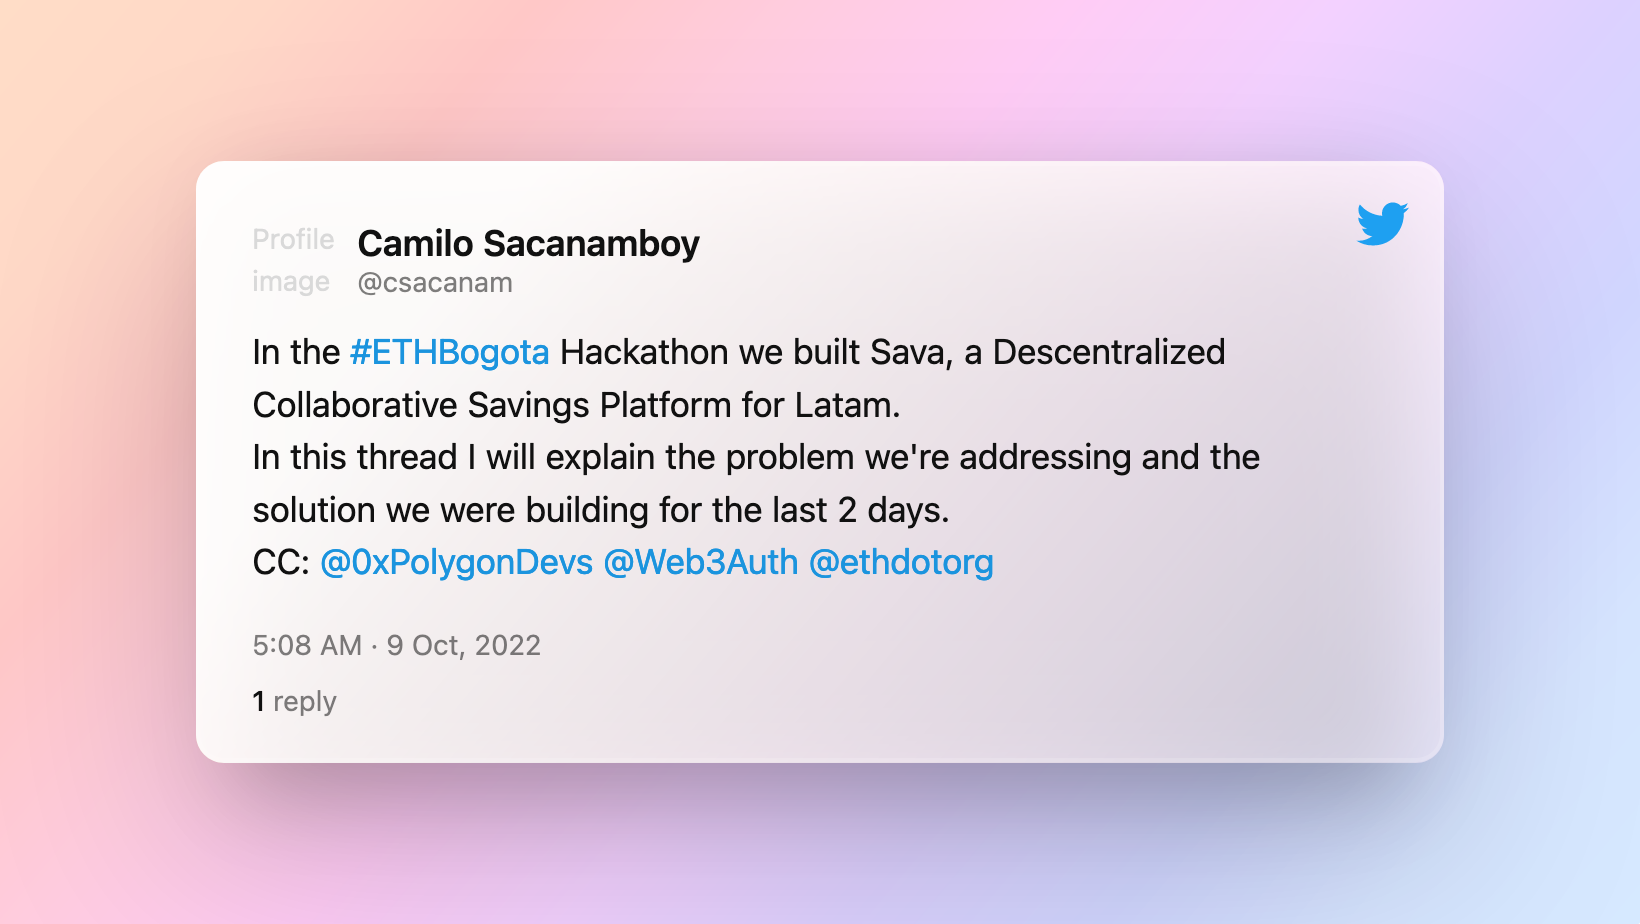 Profile
image
Camilo Sacanamboy
@csacanam
In the #ETHBogota Hackathon we built Sava, a Descentralized
Collaborative Savings Platform for Latam.
In this thread I will explain the problem we're addressing and the
solution we were building for the last 2 days.
CC: @0xPolygonDevs @Web3Auth @ethdotorg
5:08 AM · 9 Oct, 2022
1 reply